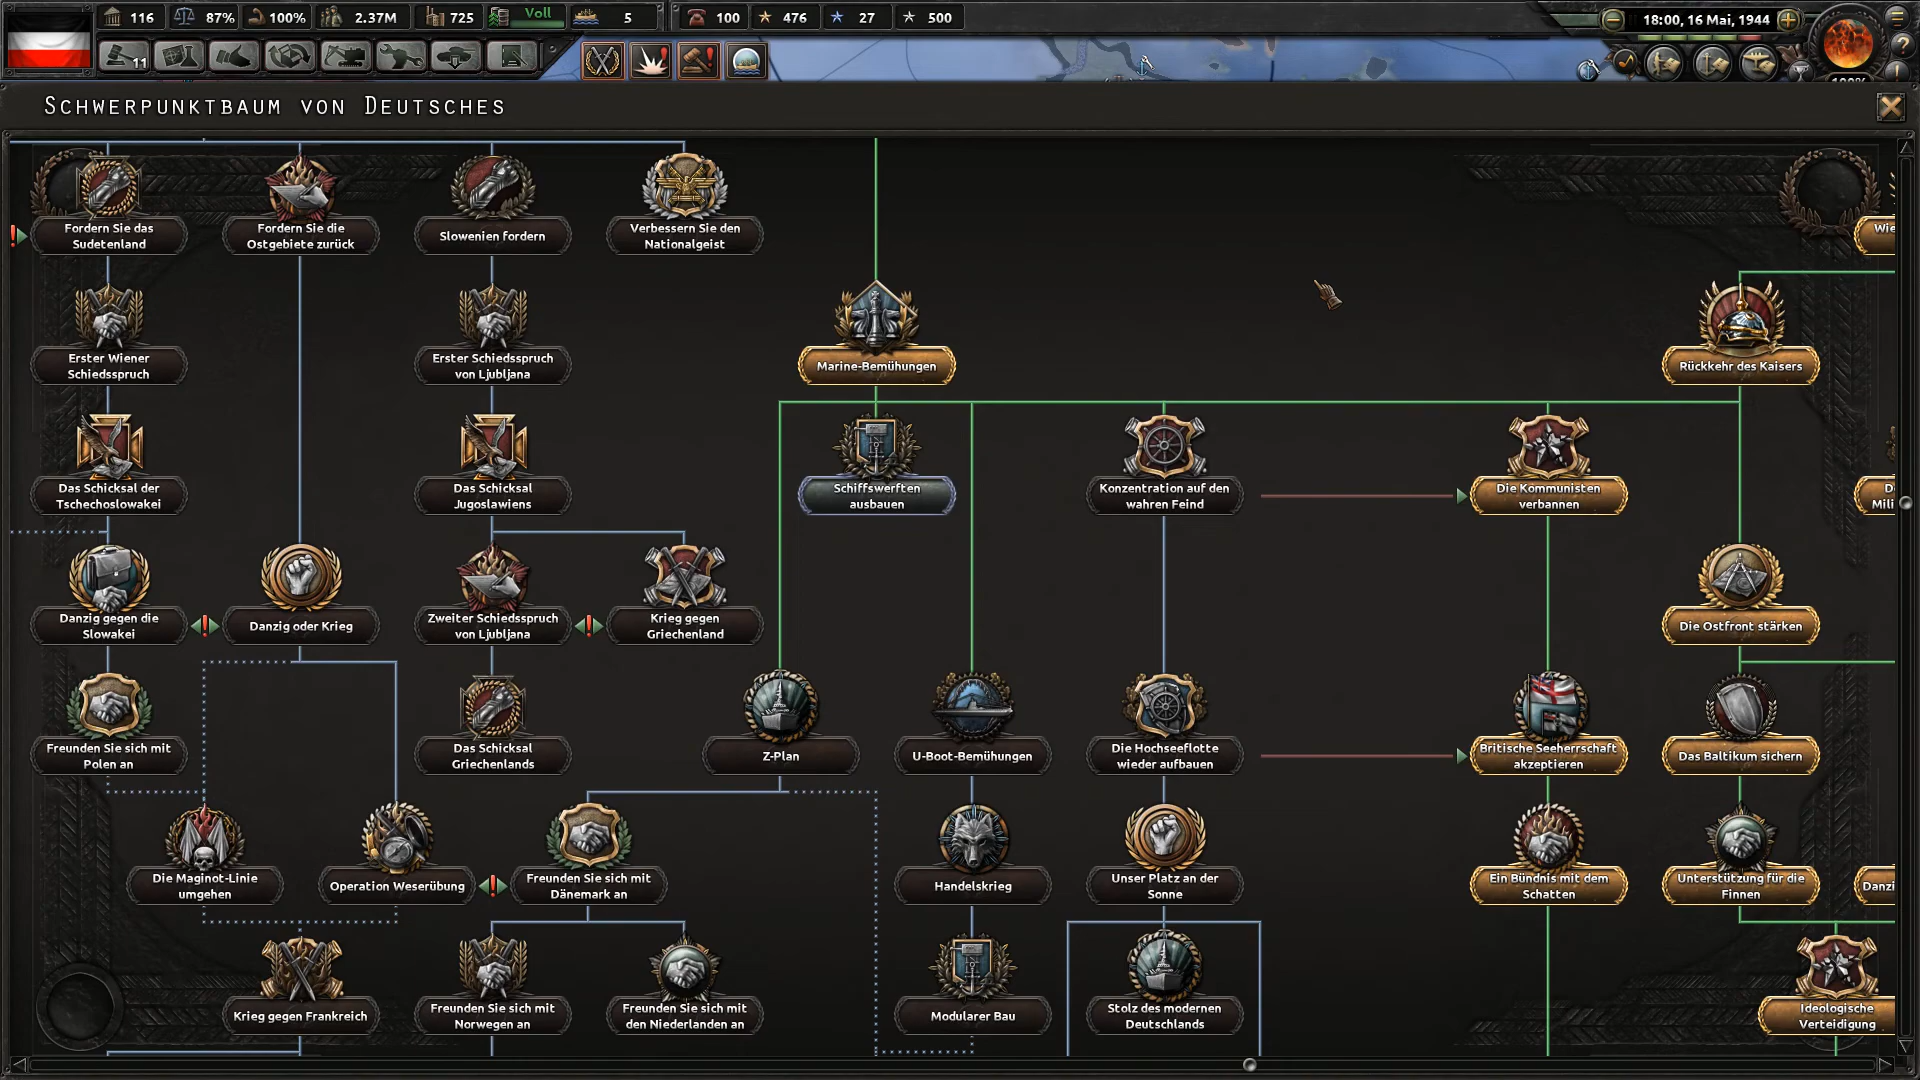 116
87%
100%
2.37M
725
Voll
5
100
476
27
500
18:00, 16 Mai, 1944
11
Schwerpunktbaum von Deutsches
Fordern Sie das
Sudetenland
Fordern Sie die
Ostgebiete zurück
Slowenien fordern
Verbessern Sie den
Nationalgeist
Erster Wiener
Schiedsspruch
Erster Schiedsspruch
von Ljubljana
Marine-Bemühungen
Rückkehr des Kaisers
Das Schicksal der
Tschechoslowakei
Das Schicksal
Jugoslawiens
Schiffswerften
ausbauen
Konzentration auf den
wahren Feind
Die Kommunisten
verbannen
Danzig gegen die
Slowakei
Danzig oder Krieg
Zweiter Schiedsspruch
von Ljubljana
Krieg gegen
Griechenland
Die Ostfront stärken
Freunden Sie sich mit
Polen an
Das Schicksal
Griechenlands
Z-Plan
U-Boot-Bemühungen
Die Hochseeflotte
wieder aufbauen
Britische Seeherrschaft
akzeptieren
Das Baltikum sichern
Die Maginot-Linie
umgehen
Operation Weserübung
Freunden Sie sich mit
Dänemark an
Handelskrieg
Unser Platz an der
Sonne
Ein Bündnis mit dem
Schatten
Unterstützung für die
Finnen
Danzi
Krieg gegen Frankreich
Freunden Sie sich mit
Norwegen an
Freunden Sie sich mit
den Niederlanden an
Modularer Bau
Stolz des modernen
Deutschlands
Ideologische
Verteidigung